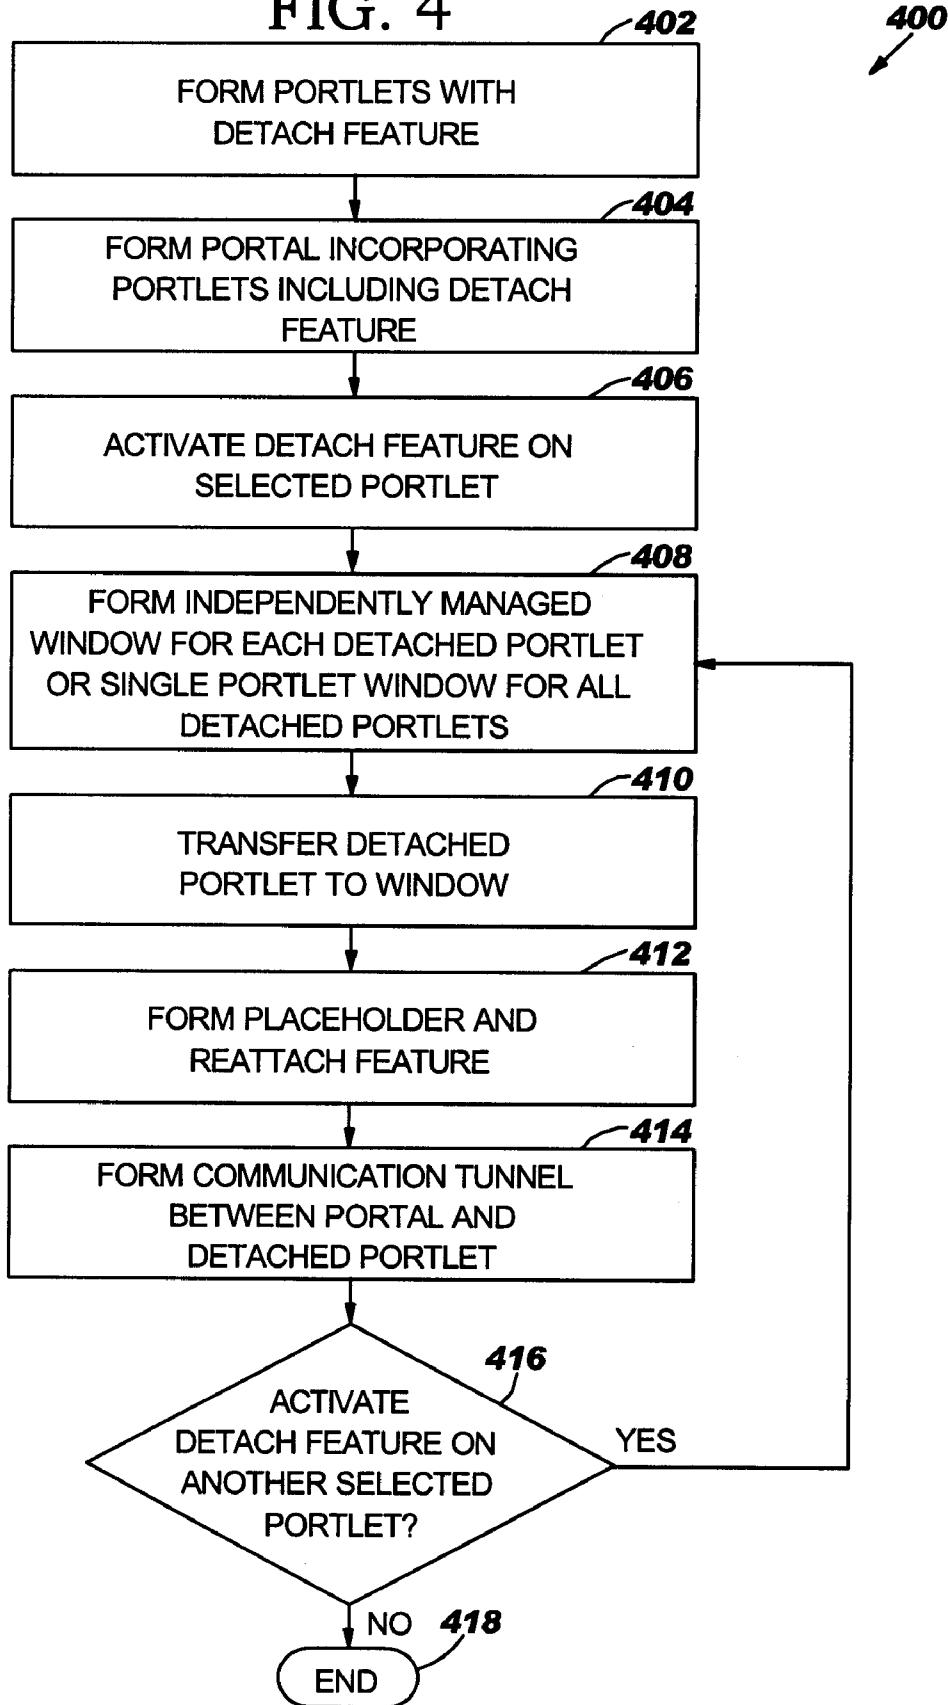 FIG. 4
400
402
FORM PORTLETS WITH
DETACH FEATURE
404
FORM PORTAL INCORPORATING
PORTLETS INCLUDING DETACH
FEATURE
406
ACTIVATE DETACH FEATURE ON
SELECTED PORTLET
408
FORM INDEPENDENTLY MANAGED
WINDOW FOR EACH DETACHED PORTLET
OR SINGLE PORTLET WINDOW FOR ALL
DETACHED PORTLETS
410
TRANSFER DETACHED
PORTLET TO WINDOW
412
FORM PLACEHOLDER AND
REATTACH FEATURE
414
FORM COMMUNICATION TUNNEL
BETWEEN PORTAL AND
DETACHED PORTLET
416
ACTIVATE
DETACH FEATURE ON
ANOTHER SELECTED
PORTLET?
YES
NO
418
END